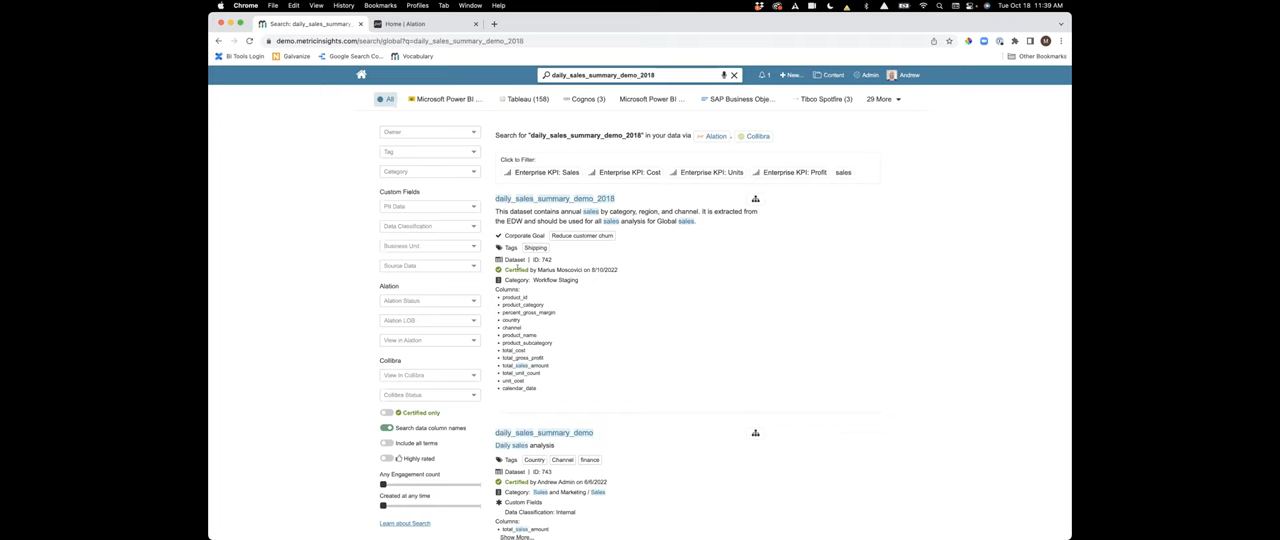 Chrome File Edit View History Bookmarks Profiles Tab Window Help Tue Oct 18 11:39 AM
Search: daily_sales_summary_ Home | Alation
demo.metricinsights.com/search/global?q=daily_sales_summary_demo_2018
BI Tools Login Galvanize Google Search Co... Vocabulary Other Bookmarks
daily_sales_summary_demo_2018 1 + New... Content Admin Andrew
All Microsoft Power BI ... Tableau (158) Cognos (3) Microsoft Power BI ... SAP Business Obje... Tibco Spotfire (3) 29 More
Owner
Tag
Category
Custom Fields
PII Data
Data Classification
Business Unit
Source Data
Alation
Alation Status
Alation LOB
View in Alation
Collibra
View in Collibra
Collibra Status
Certified only
Search data column names
Include all terms
Highly rated
Any Engagement count
Created at any time
Learn about Search
Search for "daily_sales_summary_demo_2018" in your data via Alation , Collibra
Click to Filter:
Enterprise KPI: Sales Enterprise KPI: Cost Enterprise KPI: Units Enterprise KPI: Profit sales
daily_sales_summary_demo_2018
This dataset contains annual sales by category, region, and channel. It is extracted from
the EDW and should be used for all sales analysis for Global sales.
Corporate Goal Reduce customer churn
Tags Shipping
Dataset | ID: 742
Certified by Marius Moscovici on 8/10/2022
Category: Workflow Staging
Columns:
• product_id
• product_category
• percent_gross_margin
• country
• channel
• product_name
• product_subcategory
• total_cost
• total_gross_profit
• total_sales_amount
• total_unit_count
• unit_cost
• calendar_date
daily_sales_summary_demo
Daily sales analysis
Tags Country Channel finance
Dataset | ID: 743
Certified by Andrew Admin on 6/6/2022
Category: Sales and Marketing / Sales
Custom Fields
Data Classification: Internal
Columns:
• total_sales_amount
Show More...